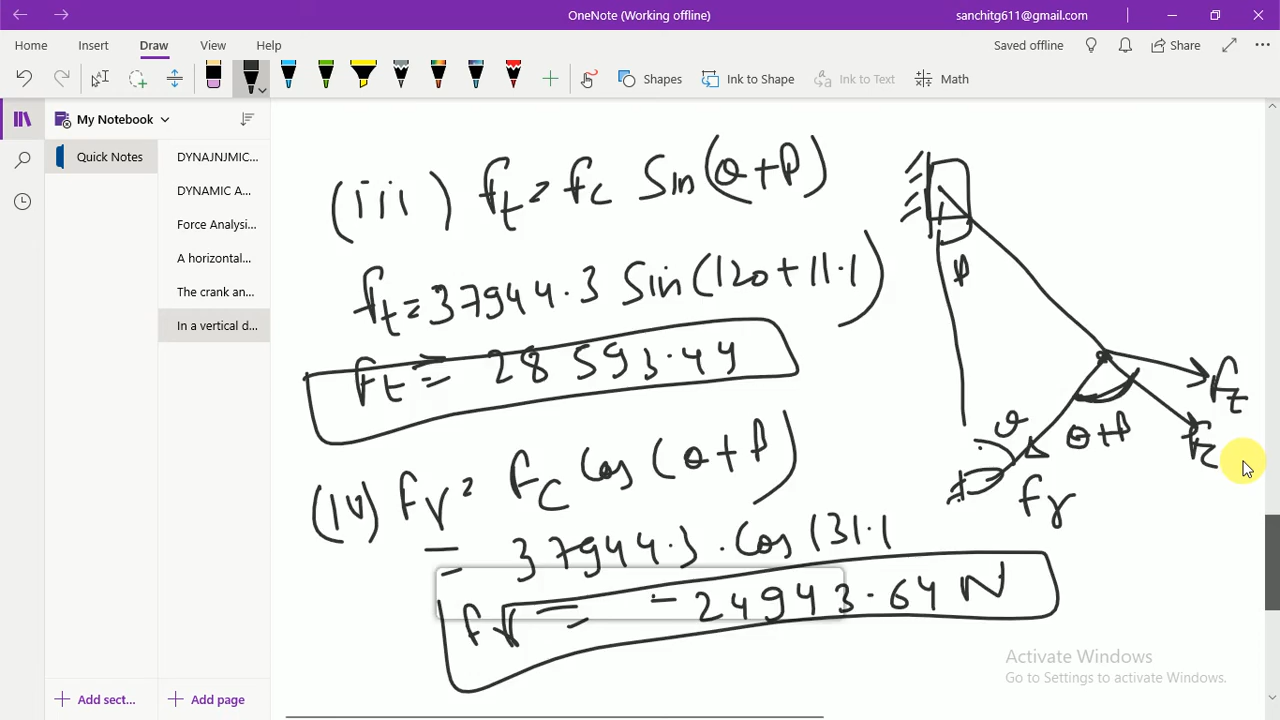 OneNote (Working offline)
sanchitg611@gmail.com
Home Insert Draw View Help
Saved offline
Share
Shapes
Ink to Shape
Ink to Text
Math
My Notebook
Quick Notes
DYNAJNJMIC...
DYNAMIC A...
Force Analysi...
A horizontal...
The crank an...
In a vertical d...
(iii) ft = fc Sin(θ+β)
ft = 37944.3 Sin(120+11.1)
ft = 28593.44
(iv) fr = fc Cos(θ+β)
= 37944.3 . Cos 131.1
fr = -24943.64 N
β
ft
θ
θ+β
fc
fr
Activate Windows
Go to Settings to activate Windows.
Add sect...
Add page